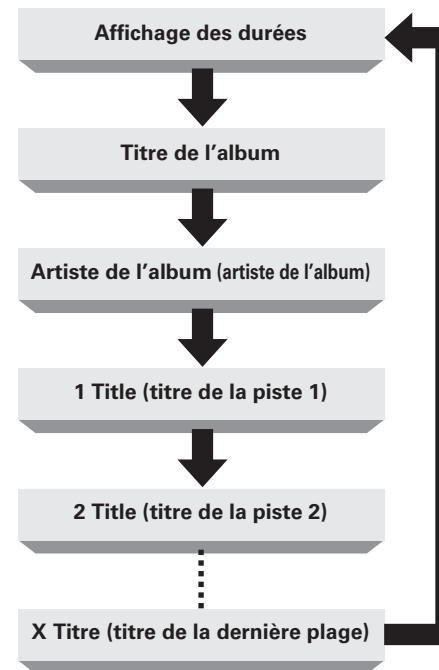 Affichage des durées
Titre de l’album
Artiste de l’album (artiste de l’album)
1 Title (titre de la piste 1)
2 Title (titre de la piste 2)
X Titre (titre de la dernière plage)